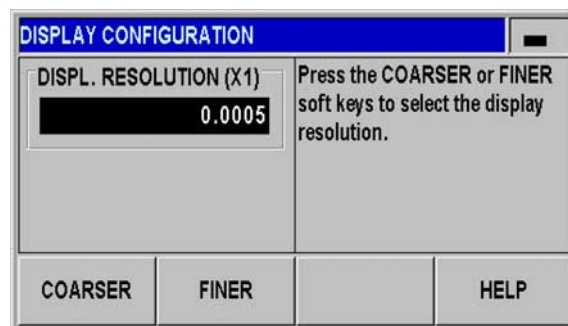 DISPLAY CONFIGURATION
DISPL. RESOLUTION (X1)
0.0005
Press the COARSER or FINER
soft keys to select the display
resolution.
COARSER
FINER
HELP